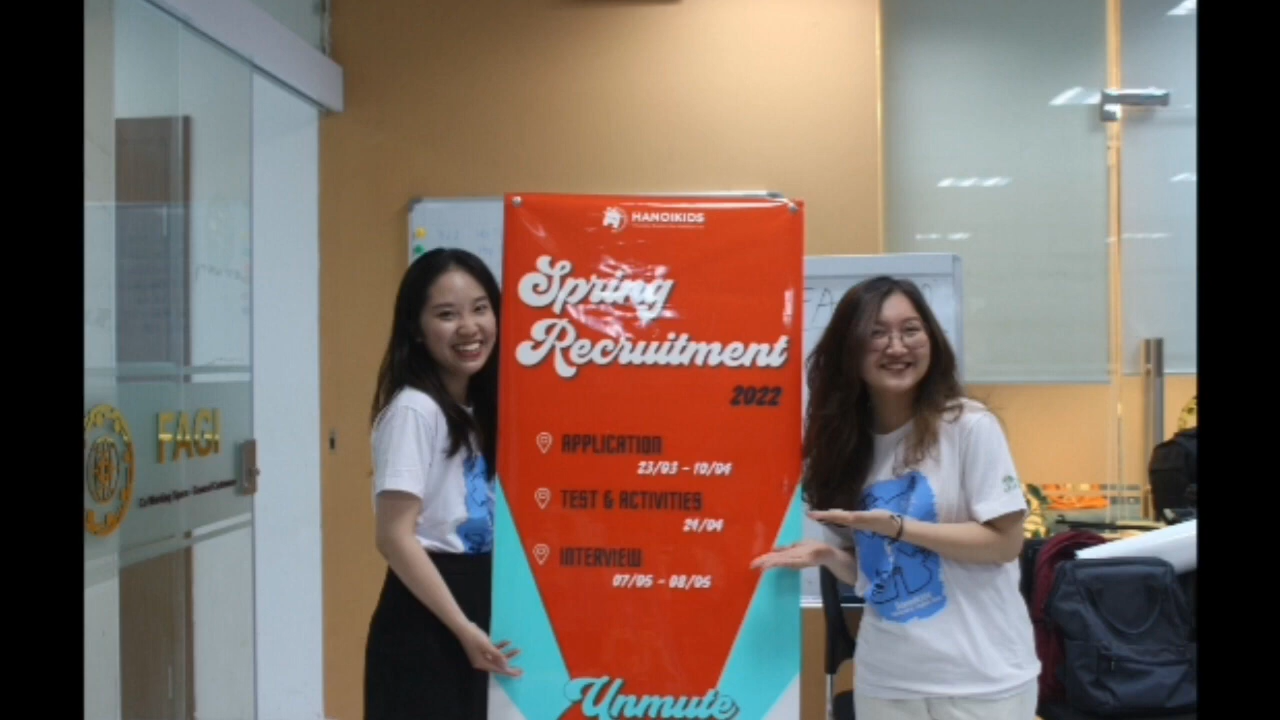 HANOIKIDS
Spring
Recruitment
2022
APPLICATION
23/03 - 10/04
TEST & ACTIVITIES
24/04
INTERVIEW
07/05 - 08/05
Unmute
FAGI